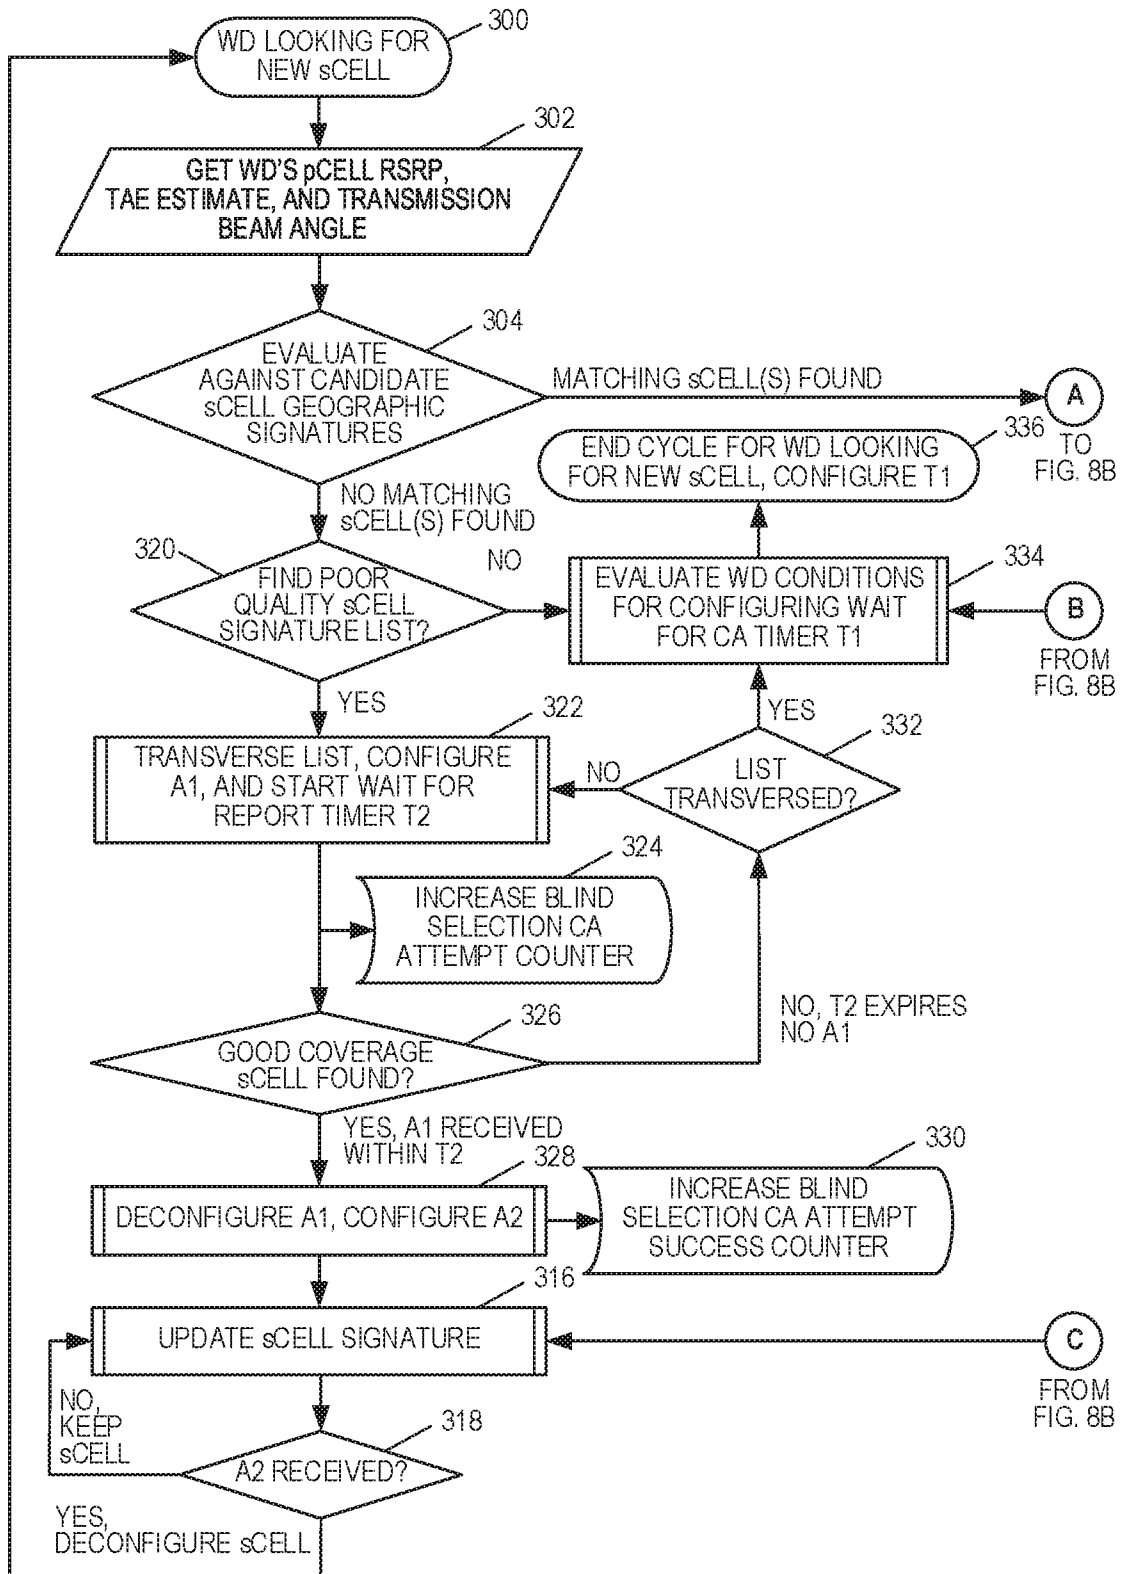 300
WD LOOKING FOR
NEW sCELL
302
GET WD'S pCELL RSRP,
TAE ESTIMATE, AND TRANSMISSION
BEAM ANGLE
304
EVALUATE
AGAINST CANDIDATE
sCELL GEOGRAPHIC
SIGNATURES
MATCHING sCELL(S) FOUND
A
TO
FIG. 8B
336
END CYCLE FOR WD LOOKING
FOR NEW sCELL, CONFIGURE T1
NO MATCHING
sCELL(S) FOUND
320
FIND POOR
QUALITY sCELL
SIGNATURE LIST?
NO
334
EVALUATE WD CONDITIONS
FOR CONFIGURING WAIT
FOR CA TIMER T1
B
FROM
FIG. 8B
YES
322
TRANSVERSE LIST, CONFIGURE
A1, AND START WAIT FOR
REPORT TIMER T2
YES
332
LIST
TRANSVERSED?
NO
324
INCREASE BLIND
SELECTION CA
ATTEMPT COUNTER
326
GOOD COVERAGE
sCELL FOUND?
NO, T2 EXPIRES
NO A1
YES, A1 RECEIVED
WITHIN T2
328
DECONFIGURE A1, CONFIGURE A2
330
INCREASE BLIND
SELECTION CA ATTEMPT
SUCCESS COUNTER
316
UPDATE sCELL SIGNATURE
C
FROM
FIG. 8B
NO,
KEEP
sCELL
318
A2 RECEIVED?
YES,
DECONFIGURE sCELL